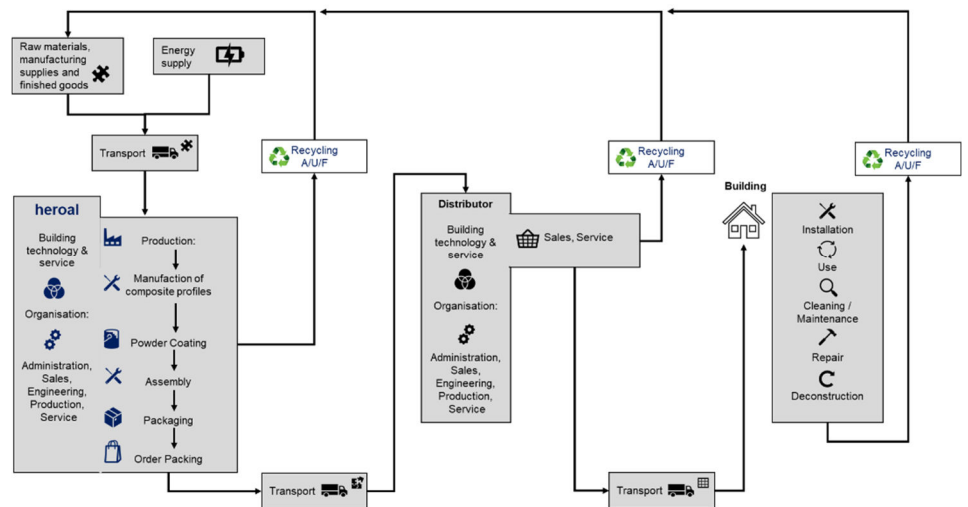 Raw materials,
manufacturing
supplies and
finished goods
Energy
supply
Transport
Recycling
A/U/F
Recycling
A/U/F
Recycling
A/U/F
heroal
Building
technology &
service
Organisation:
Administration,
Sales,
Engineering,
Production,
Service
Production:
Manufaction of
composite profiles
Powder Coating
Assembly
Packaging
Order Packing
Transport
Distributor
Building
technology &
service
Organisation:
Administration,
Sales,
Engineering,
Production,
Service
Sales, Service
Transport
Building
Installation
Use
Cleaning /
Maintenance
Repair
Deconstruction